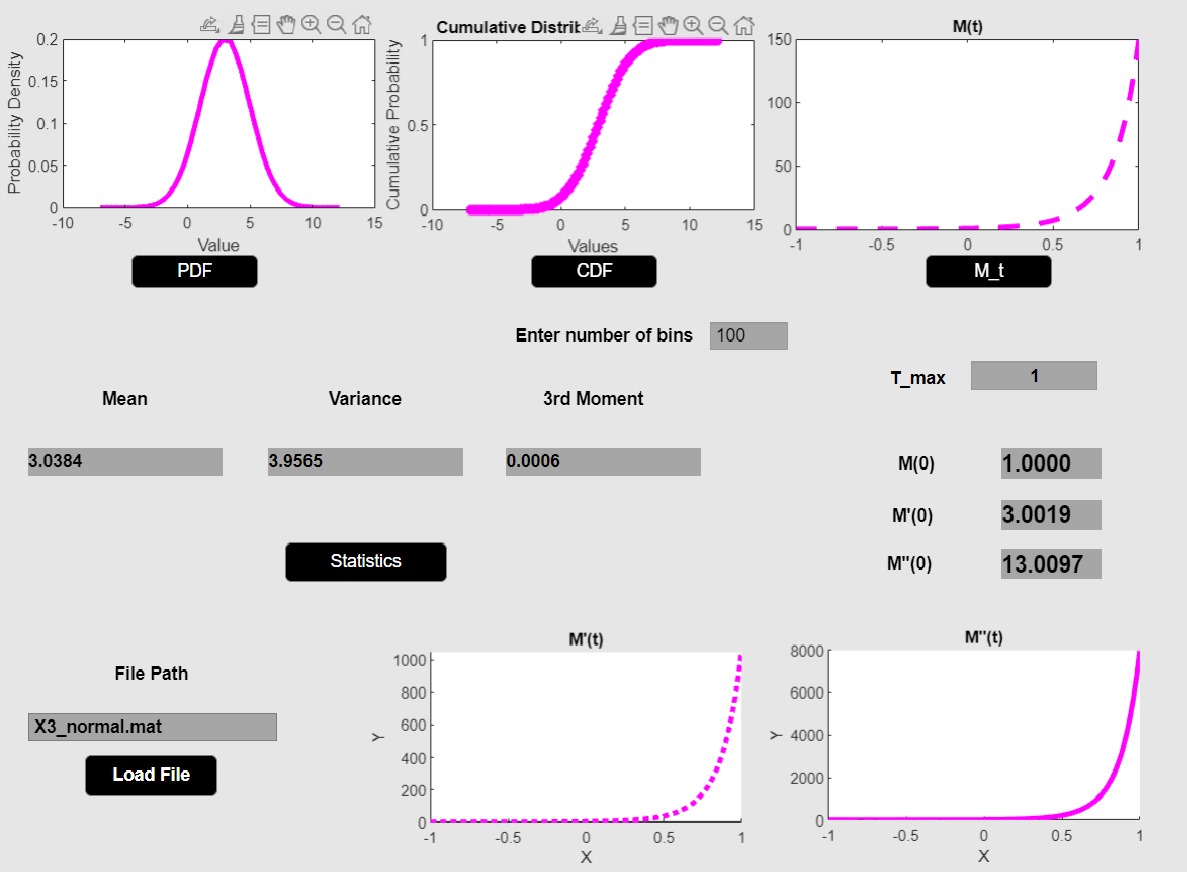 Cumulative Distrib
M(t)
Probability Density
0.2
0.15
0.1
0.05
0
-10 -5 0 5 10 15
Value
PDF
Cumulative Probability
1
0.5
0
-10 -5 0 5 10 15
Values
CDF
150
100
50
0
-1 -0.5 0 0.5 1
M_t
Enter number of bins 100
T_max 1
Mean Variance 3rd Moment
3.0384 3.9565 0.0006
M(0) 1.0000
M'(0) 3.0019
M''(0) 13.0097
Statistics
File Path
X3_normal.mat
Load File
M'(t)
Y
1000
800
600
400
200
0
-1 -0.5 0 0.5 1
X
M''(t)
Y
8000
6000
4000
2000
0
-1 -0.5 0 0.5 1
X